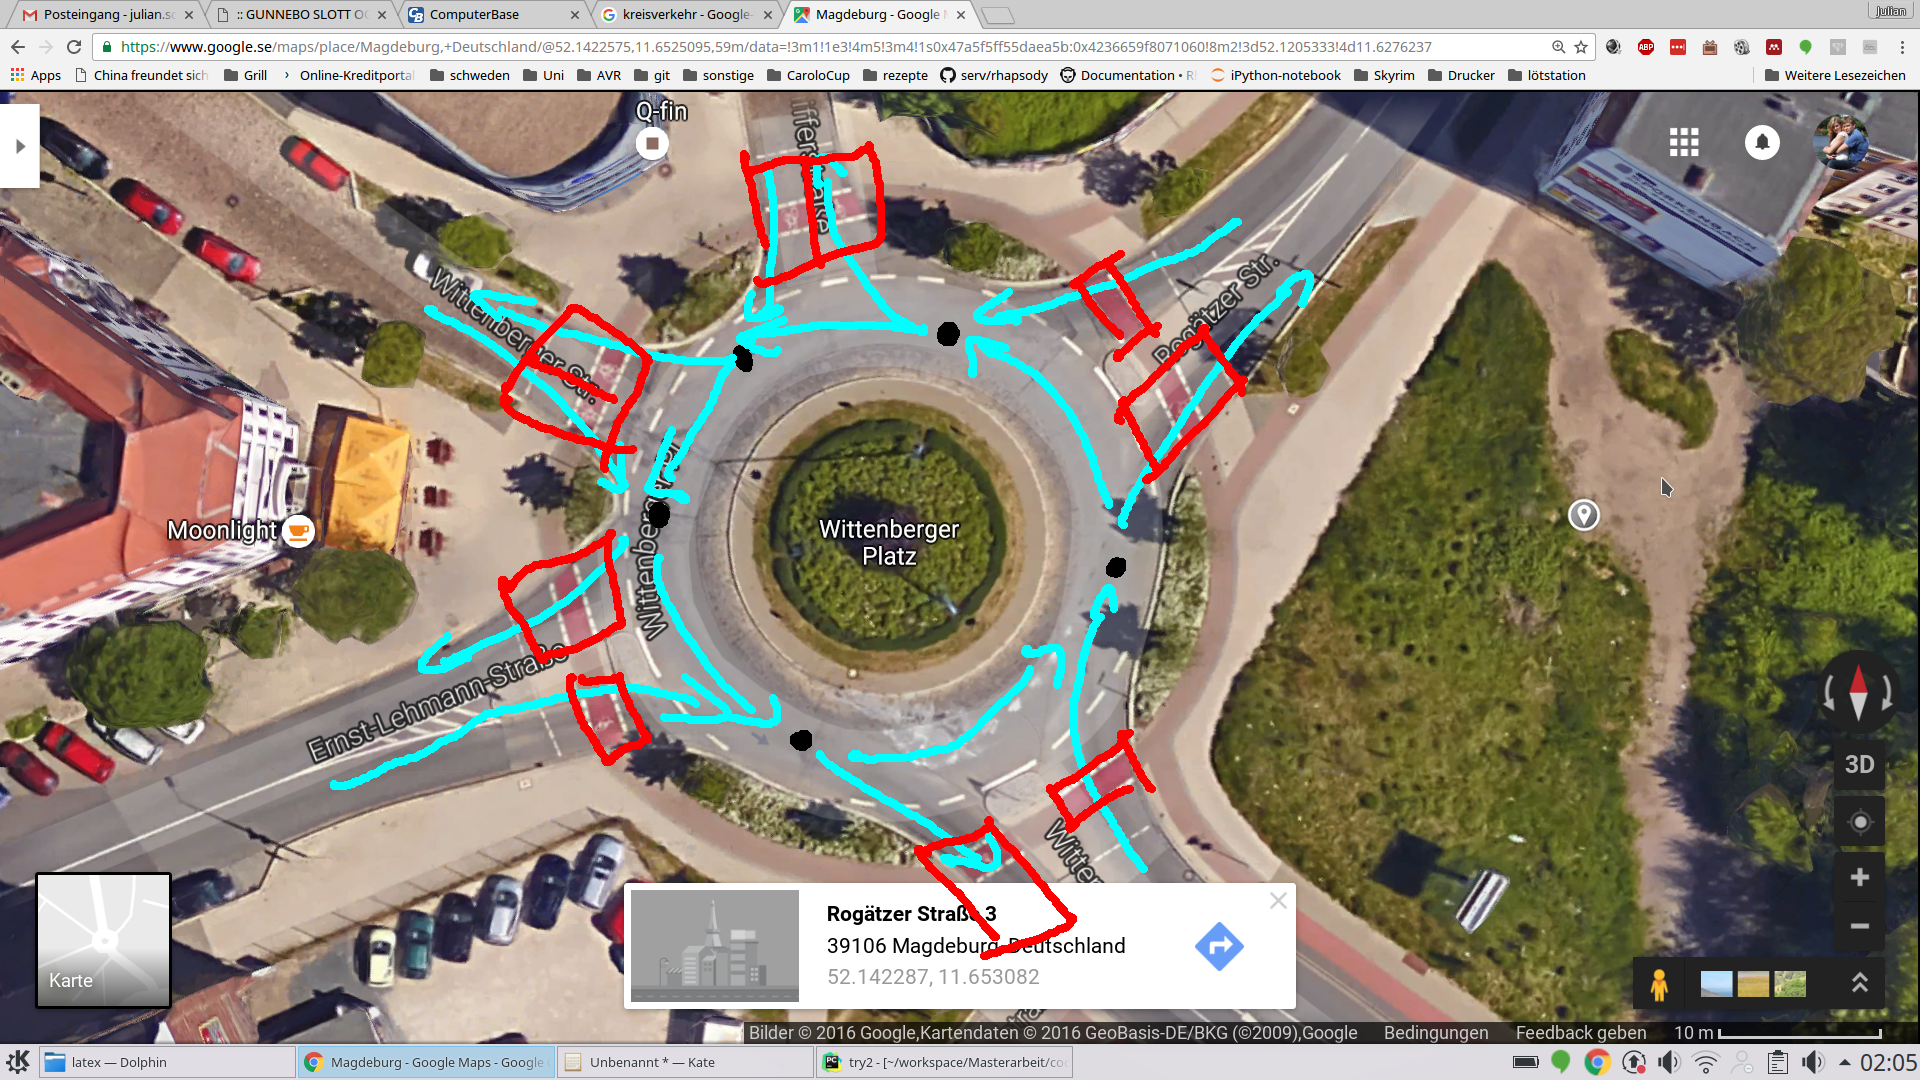 Posteingang - julian.s
:: GUNNEBO SLOTT O
ComputerBase
kreisverkehr - Google-
Magdeburg - Google M
Julian
https://www.google.se/maps/place/Magdeburg,+Deutschland/@52.1422575,11.6525095,59m/data=!3m1!1e3!4m5!3m4!1s0x47a5f5ff55daea5b:0x4236659f8071060!8m2!3d52.1205333!4d11.6276237
Apps
China freundet sich
Grill
Online-Kreditportal
schweden
Uni
AVR
git
sonstige
CaroloCup
rezepte
serv/rhapsody
Documentation • R
iPython-notebook
Skyrim
Drucker
lötstation
Weitere Lesezeichen
ABP
Q-fin
Wittenberger Str.
Rogätzer Str.
Moonlight
Wittenberger
Platz
Wittenberger
Ernst-Lehmann-Straße
Witten
3D
Rogätzer Straße 3
39106 Magdeburg, Deutschland
52.142287, 11.653082
Karte
Bilder © 2016 Google,Kartendaten © 2016 GeoBasis-DE/BKG (©2009),Google
Bedingungen
Feedback geben
10 m
latex — Dolphin
Magdeburg - Google Maps - Google
Unbenannt * — Kate
try2 - [~/workspace/Masterarbeit/co
02:05